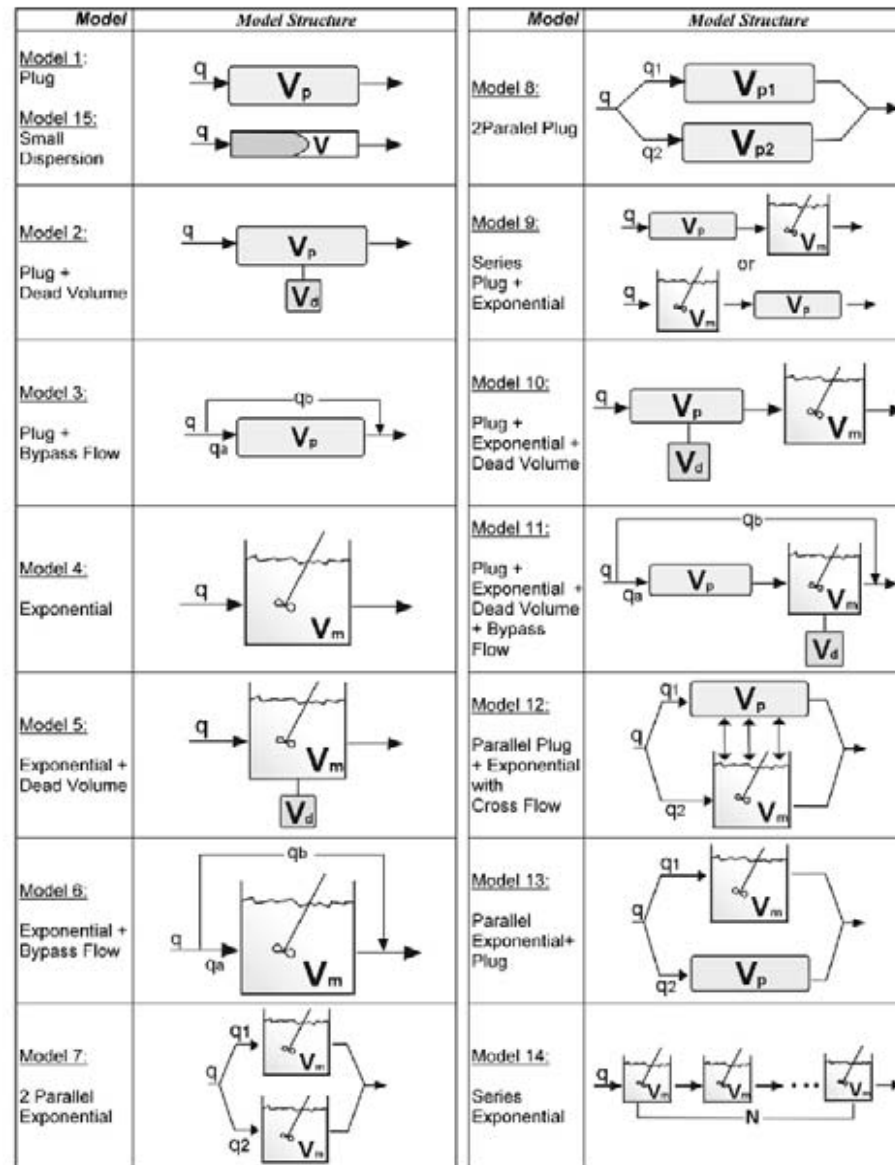 Model
Model Structure
Model 1:
Plug
q
Vp
Model 15:
Small
Dispersion
q
V
Model 2:
Plug +
Dead Volume
q
Vp
Vd
Model 3:
Plug +
Bypass Flow
qb
q
qa
Vp
Model 4:
Exponential
q
Vm
Model 5:
Exponential +
Dead Volume
q
Vm
Vd
Model 6:
Exponential +
Bypass Flow
qb
q
qa
Vm
Model 7:
2 Parallel
Exponential
q1
Vm
q
q2
Vm
Model
Model Structure
Model 8:
2Paralel Plug
q1
Vp1
q
q2
Vp2
Model 9:
Series
Plug +
Exponential
q
Vp
Vm
or
q
Vm
Vp
Model 10:
Plug +
Exponential +
Dead Volume
q
Vp
Vm
Vd
Model 11:
Plug +
Exponential +
Dead Volume
+ Bypass
Flow
qb
q
qa
Vp
Vm
Vd
Model 12:
Parallel Plug
+ Exponential
with
Cross Flow
q1
Vp
q
q2
Vm
Model 13:
Parallel
Exponential+
Plug
q1
Vm
q
q2
Vp
Model 14:
Series
Exponential
q
Vm
Vm
• • •
Vm
N